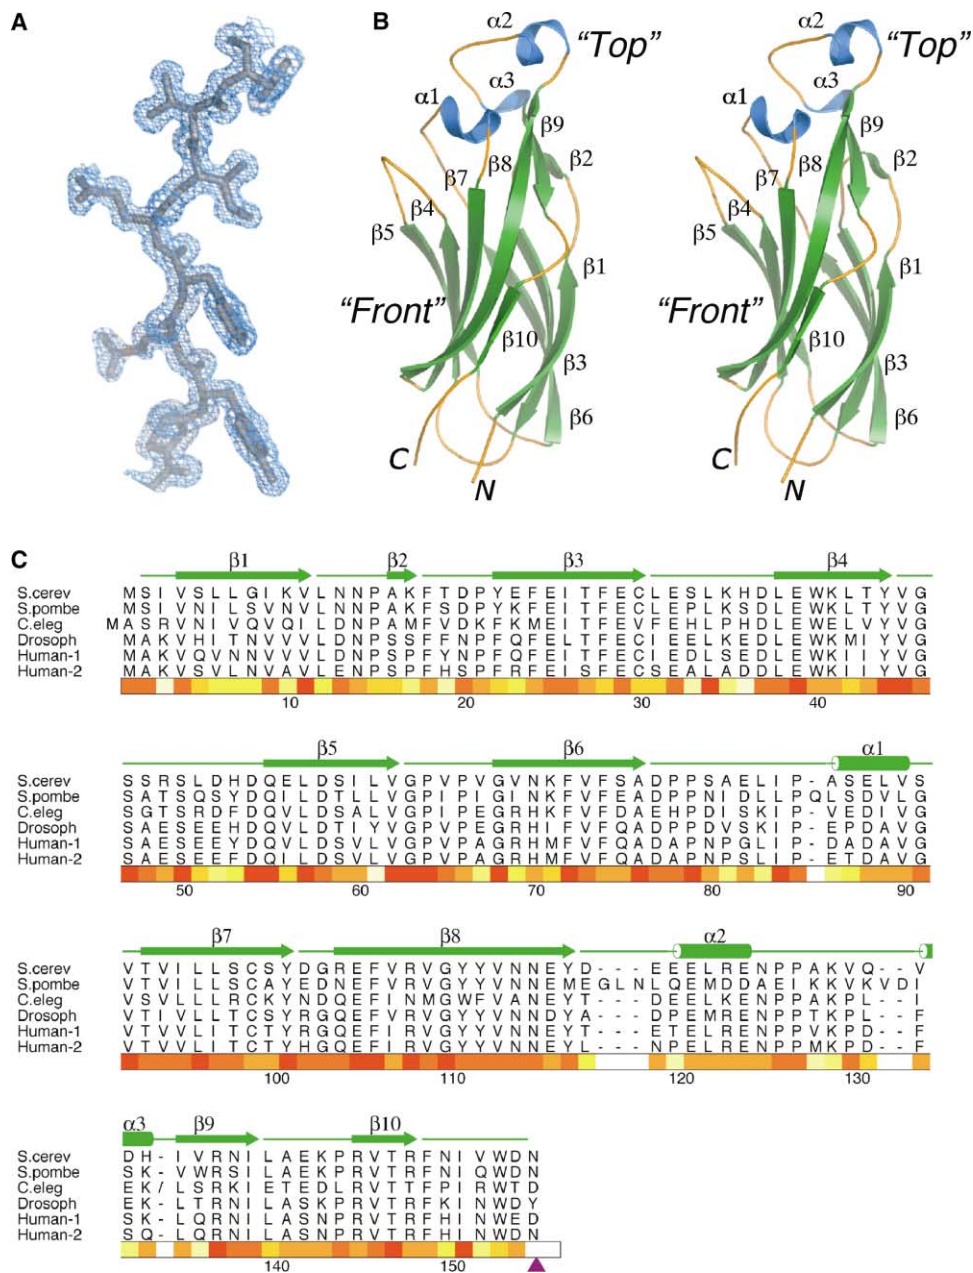 A
B
α2
"Top"
α3
α1
β9
β8
β2
β7
β4
β5
β1
"Front"
β10
β3
β6
C
N
α2
"Top"
α3
α1
β9
β8
β2
β7
β4
β5
β1
"Front"
β10
β3
β6
C
N
C
β1 β2 β3 β4
S.cerev M S I V S L L G I K V L N N P A K F T D P Y E F E I T F E C L E S L K H D L E W K L T Y V G
S.pombe M S I V N I L S V N V L N N P A K F S D P Y K F E I T F E C L E P L K S D L E W K L T Y V G
C.eleg M A S R V N I V Q V Q I L D N P A M F V D K F K M E I T F E V F E H L P H D L E W E L V Y V G
Drosoph M A K V H I T N V V V L D N P S S F F N P F Q F E L T F E C I E E L K E D L E W K M I Y V G
Human-1 M A K V Q V N N V V V L D N P S P F Y N P F Q F E I T F E C I E D L S E D L E W K I I Y V G
Human-2 M A K V S V L N V A V L E N P S P F H S P F R F E I S F E C S E A L A D D L E W K I I Y V G
10 20 30 40
β5 β6 α1
S.cerev S S R S L D H D Q E L D S I L V G P V P V G V N K F V F S A D P P S A E L I P - A S E L V S
S.pombe S A T S Q S Y D Q I L D T L L V G P I P I G I N K F V F E A D P P N I D L L P Q L S D V L G
C.eleg S G T S R D F D Q V L D S A L V G P I P E G R H K F V F D A E H P D I S K I P - V E D I V G
Drosoph S A E S E E H D Q V L D T I Y V G P V P E G R H I F V F Q A D P P D V S K I P - E P D A V G
Human-1 S A E S E E Y D Q V L D S V L V G P V P A G R H M F V F Q A D A P N P G L I P - D A D A V G
Human-2 S A E S E E F D Q I L D S V L V G P V P A G R H M F V F Q A D A P N P S L I P - E T D A V G
50 60 70 80 90
β7 β8 α2
S.cerev V T V I L L S C S Y D G R E F V R V G Y Y V N N E Y D - - - E E E L R E N P P A K V Q - V
S.pombe V T V I L L S C A Y E D N E F V R V G Y Y V N N E M E G L N L Q E M D D A E I K K V K V D I
C.eleg V S V L L L R C K Y N D Q E F I N M G W F V A N E Y T - - - D E E L K E N P P A K P L - I
Drosoph V T I V L L T C S Y R G Q E F V R V G Y Y V N N D Y A - - - D P E M R E N P P T K P L - F
Human-1 V T V V L I T C T Y R G Q E F I R V G Y Y V N N E Y T - - - E T E L R E N P P V K P D - F
Human-2 V T V V L I T C T Y H G Q E F I R V G Y Y V N N E Y L - - - N P E L R E N P P M K P D - F
100 110 120 130
α3 β9 β10
S.cerev D H - I V R N I L A E K P R V T R F N I V W D N
S.pombe S K - V W R S I L A E K P R V T R F N I Q W D N
C.eleg E K / L S R K I E T E D L R V T T F P I R W T D
Drosoph E K - L T R N I L A S K P R V T R F K I N W D Y
Human-1 S K - L Q R N I L A S N P R V T R F H I N W E D
Human-2 S Q - L Q R N I L A S N P R V T R F H I N W D N
140 150